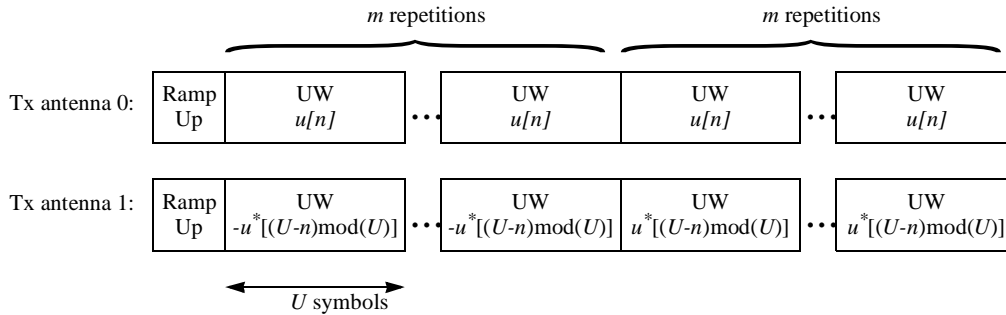 m repetitions m repetitions
Tx antenna 0: Ramp Up UW u[n] ••• UW u[n] UW u[n] ••• UW u[n]
Tx antenna 1: Ramp Up UW -u*[(U-n)mod(U)] ••• UW -u*[(U-n)mod(U)] UW u*[(U-n)mod(U)] ••• UW u*[(U-n)mod(U)]
U symbols